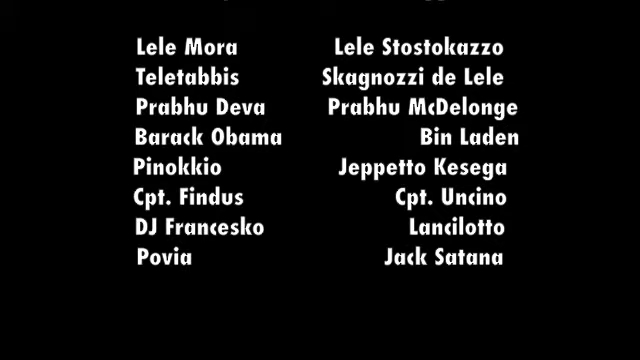 Lele Mora Lele Stostokazzo
Teletabbis Skagnozzi de Lele
Prabhu Deva Prabhu McDelonge
Barack Obama Bin Laden
Pinokkio Jeppetto Kesega
Cpt. Findus Cpt. Uncino
DJ Francesko Lancilotto
Povia Jack Satana